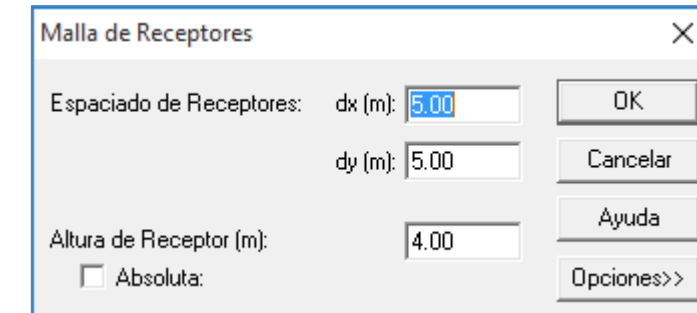 Malla de Receptores
Espaciado de Receptores: dx (m): 5.00 OK
dy (m): 5.00 Cancelar
Ayuda
Altura de Receptor (m): 4.00
Absoluta: Opciones>>